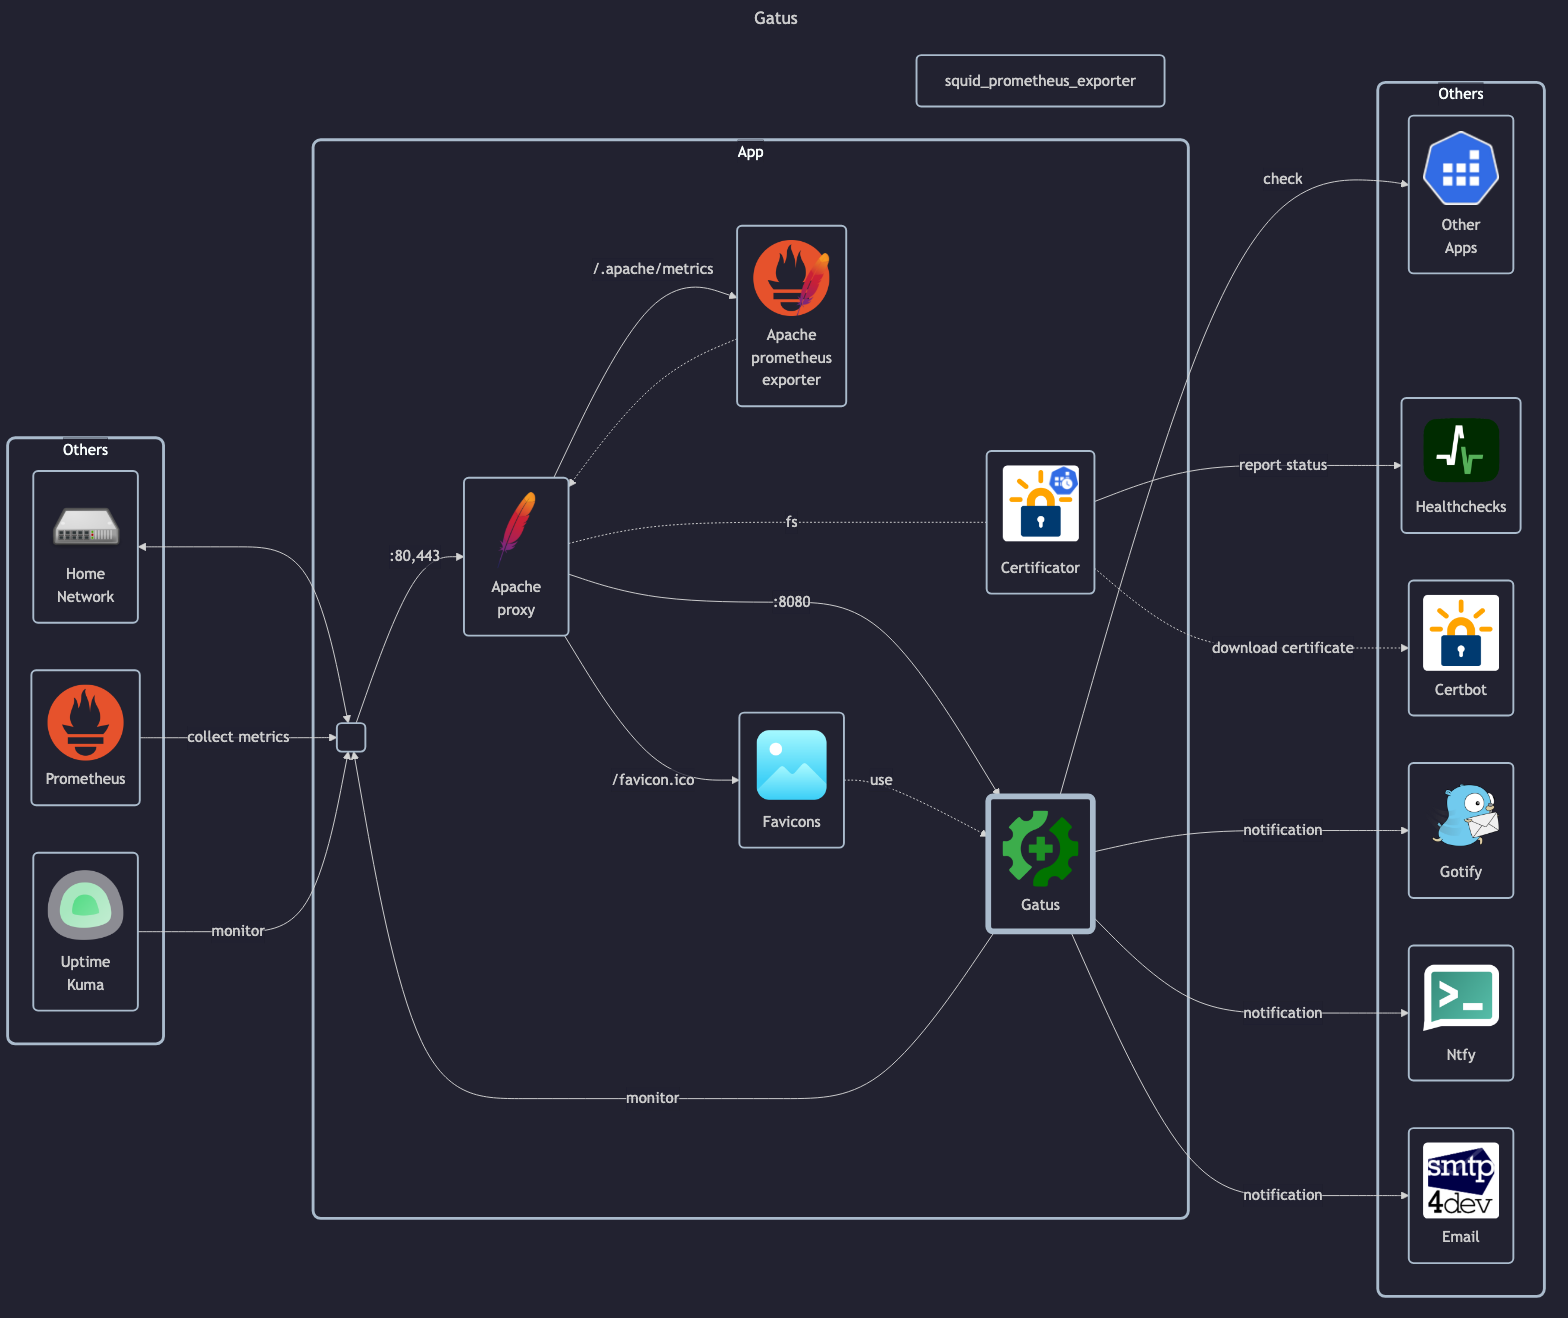 Gatus
squid_prometheus_exporter
Others
App
Others
check
Other
Apps
/.apache/metrics
Apache
prometheus
exporter
Home
Network
:80,443
Apache
proxy
fs
Certificator
report status
Healthchecks
:8080
download certificate
Certbot
Prometheus
collect metrics
/favicon.ico
Favicons
use
Gatus
notification
Gotify
Uptime
Kuma
monitor
monitor
notification
>_
Ntfy
notification
smtp
4dev
Email